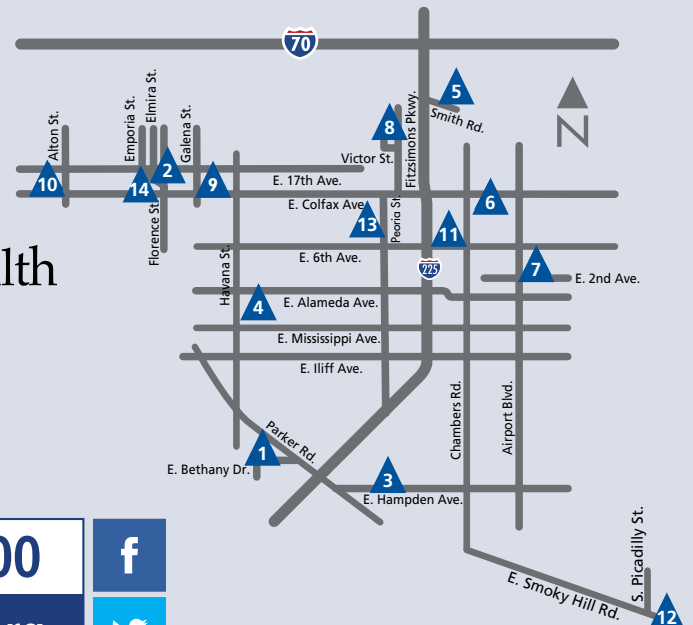 70
Alton St.
Emporia St.
Elmira St.
Galena St.
5
Smith Rd.
Fitzsimons Pkwy.
8
Victor St.
N
10
14
2
9
E. 17th Ave.
E. Colfax Ave.
Peoria St.
6
13
11
Florence St.
lth
Havana St.
E. 6th Ave.
225
7
E. 2nd Ave.
4
E. Alameda Ave.
E. Mississippi Ave.
E. Iliff Ave.
Chambers Rd.
Airport Blvd.
Parker Rd.
1
E. Bethany Dr.
3
E. Hampden Ave.
00
f
S. Picadilly St.
E. Smoky Hill Rd.
12